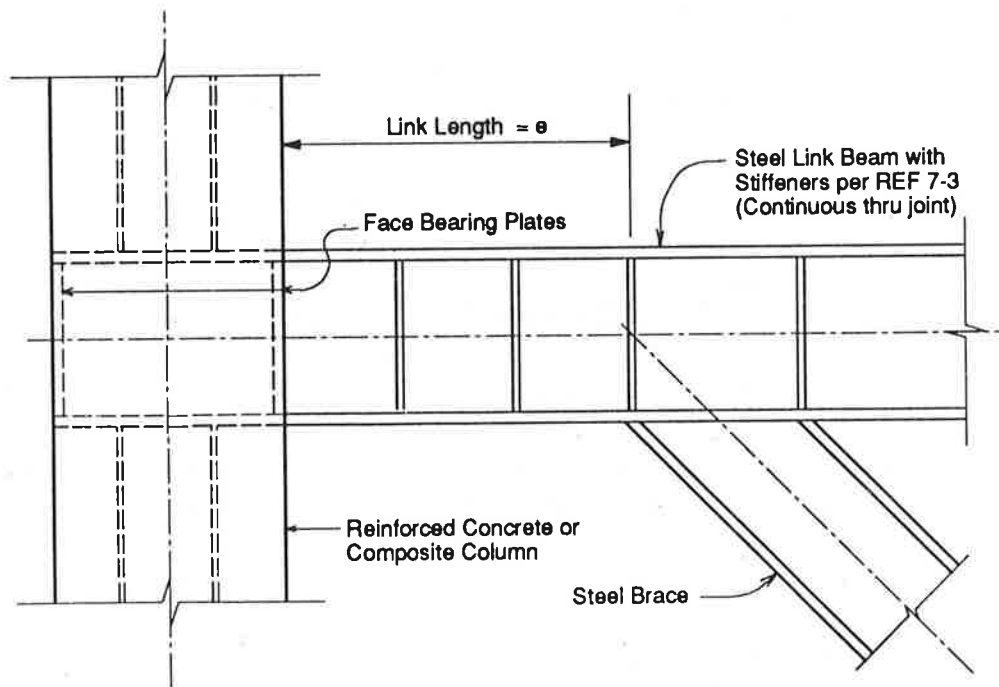 Link Length = e
Steel Link Beam with
Stiffeners per REF 7-3
(Continuous thru joint)
Face Bearing Plates
Reinforced Concrete or
Composite Column
Steel Brace